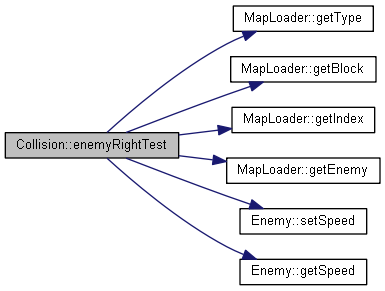 MapLoader::getType
MapLoader::getBlock
MapLoader::getIndex
Collision::enemyRightTest
MapLoader::getEnemy
Enemy::setSpeed
Enemy::getSpeed